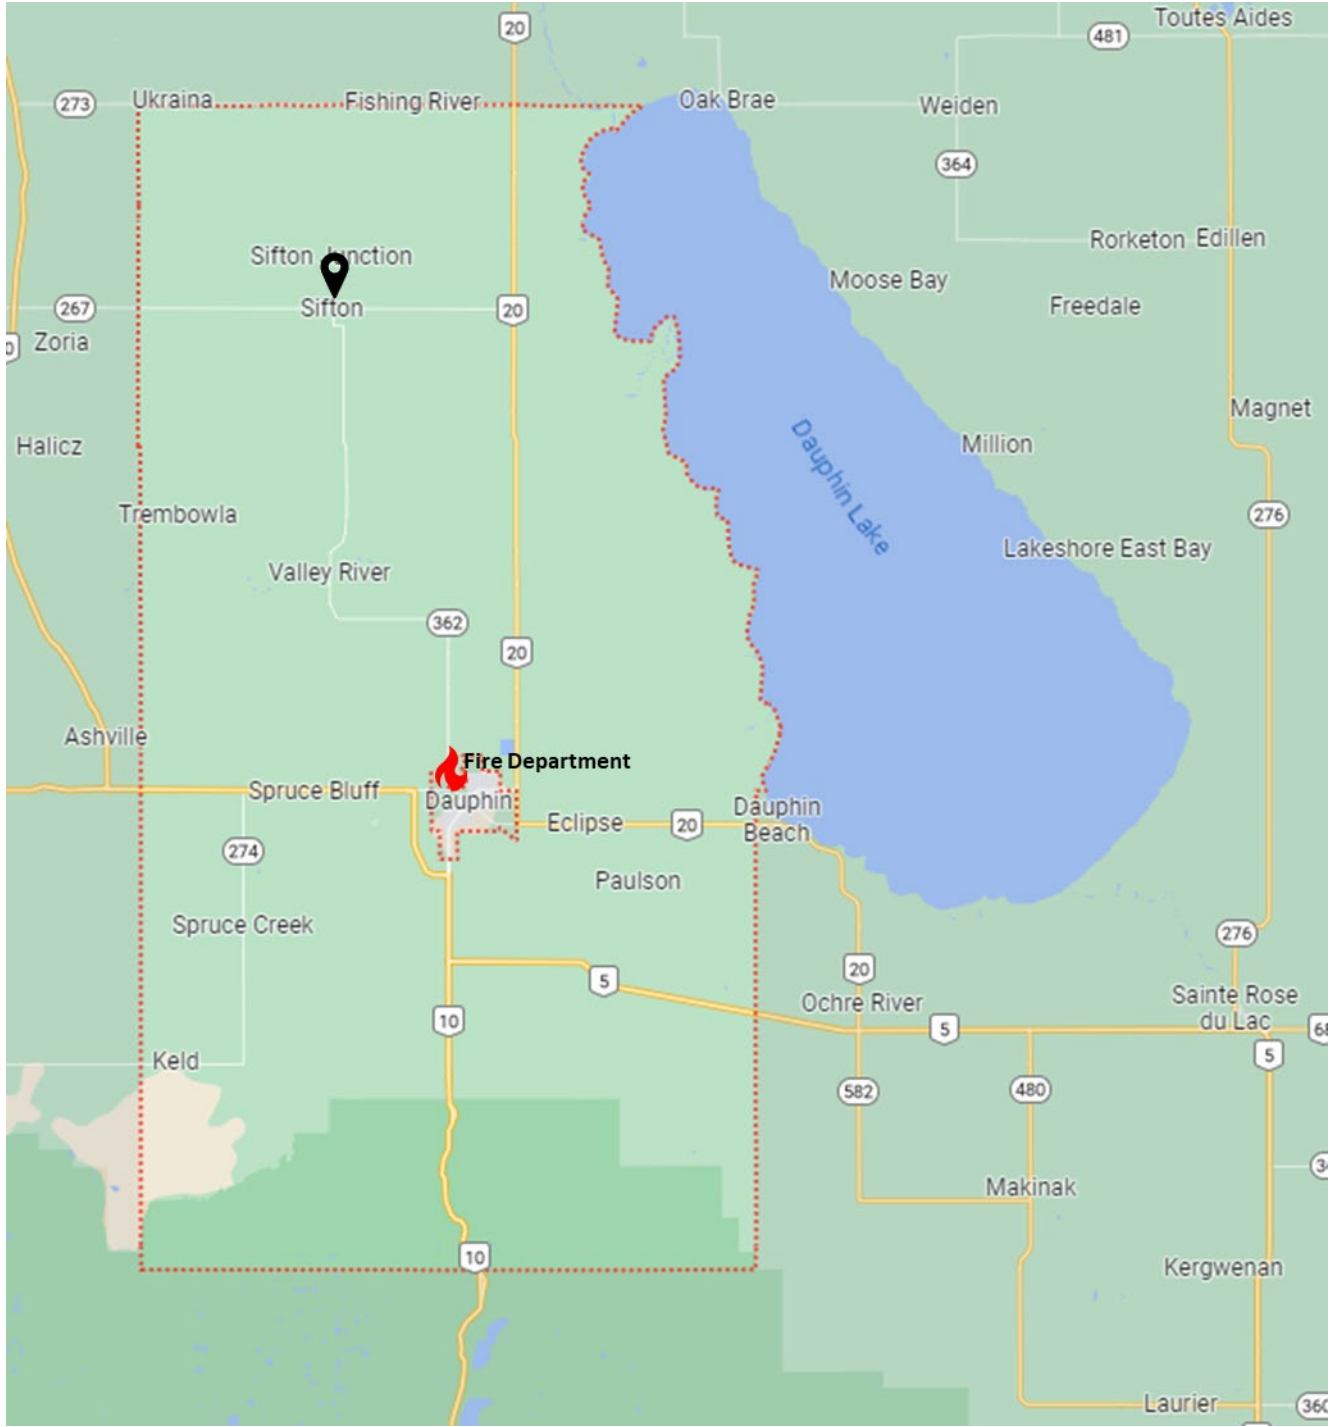 20
Toutes Aides
481
273
Ukraina
Fishing River
Oak Brae
Weiden
364
Sifton Junction
Rorketon
Edillen
Moose Bay
267
Sifton
20
Freedale
Zoria
Magnet
Halicz
Million
Dauphin Lake
Trembowla
276
Lakeshore East Bay
Valley River
362
20
Ashville
Fire Department
Spruce Bluff
Dauphin
Eclipse
20
Dauphin
Beach
274
Paulson
Spruce Creek
276
20
5
Sainte Rose
du Lac
Ochre River
10
5
5
Keld
582
480
Makinak
10
Kergwenan
Laurier
360